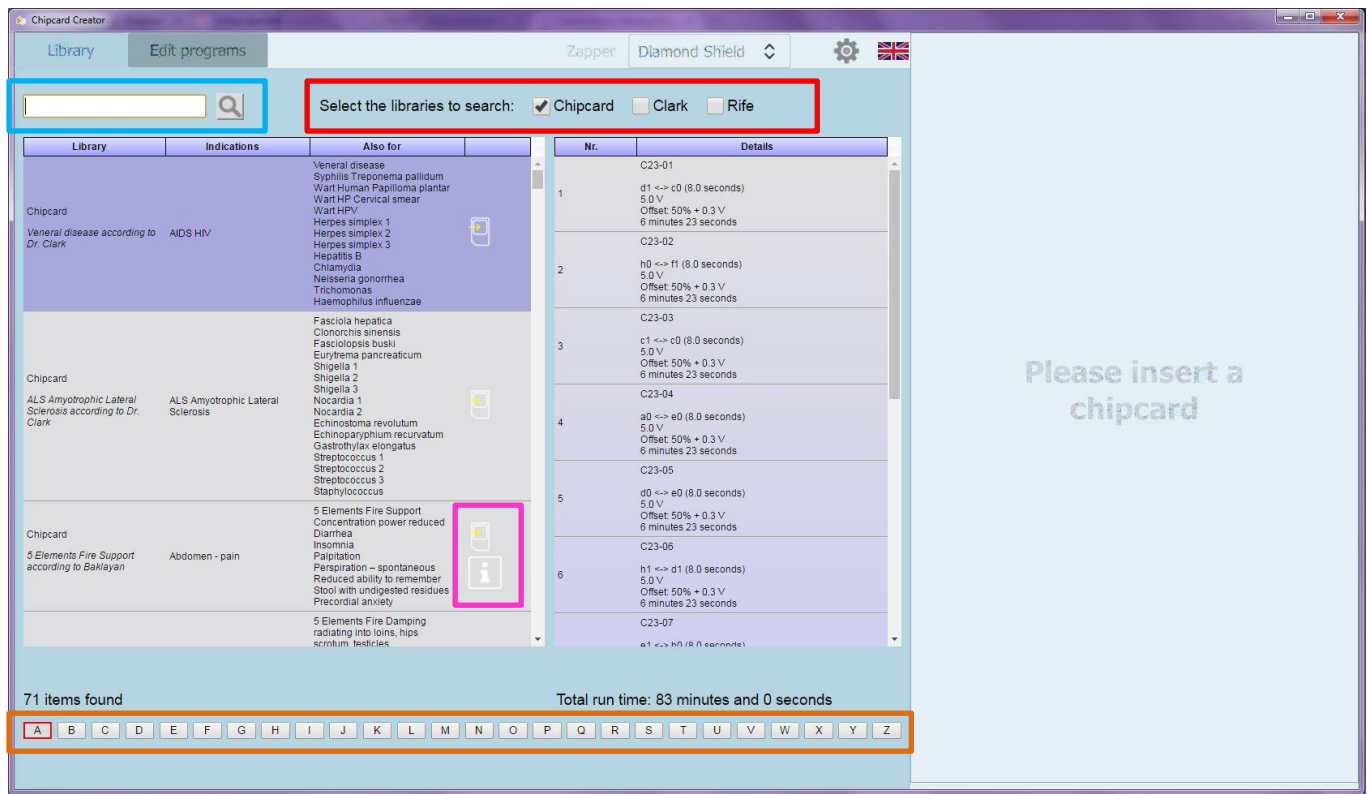 Chipcard Creator
Library
Edit programs
Zapper
Diamond Shield
Select the libraries to search:
Chipcard
Clark
Rife
Library
Indications
Also for
Chipcard
Veneral disease according to
Dr. Clark
AIDS HIV
Veneral disease
Syphilis Treponema pallidum
Wart Human Papilloma plantar
Wart HP Cervical smear
Wart HPV
Herpes simplex 1
Herpes simplex 2
Herpes simplex 3
Hepatitis B
Chlamydia
Neisseria gonorrhea
Trichomonas
Haemophilus influenzae
Chipcard
ALS Amyotrophic Lateral
Sclerosis according to Dr.
Clark
ALS Amyotrophic Lateral
Sclerosis
Fasciola hepatica
Clonorchis sinensis
Fasciolopsis buski
Eurytrema pancreaticum
Shigella 1
Shigella 2
Shigella 3
Nocardia 1
Nocardia 2
Echinostoma revolutum
Echinoparyphium recurvatum
Gastrothylax elongatus
Streptococcus 1
Streptococcus 2
Streptococcus 3
Staphylococcus
Chipcard
5 Elements Fire Support
according to Baklayan
Abdomen - pain
5 Elements Fire Support
Concentration power reduced
Diarrhea
Insomnia
Palpitation
Perspiration – spontaneous
Reduced ability to remember
Stool with undigested residues
Precordial anxiety
i
5 Elements Fire Damping
radiating into loins, hips
scrotum, testicles
Nr.
Details
1
C23-01
d1 <-> c0 (8.0 seconds)
5.0 V
Offset: 50% + 0.3 V
6 minutes 23 seconds
2
C23-02
h0 <-> f1 (8.0 seconds)
5.0 V
Offset: 50% + 0.3 V
6 minutes 23 seconds
3
C23-03
c1 <-> c0 (8.0 seconds)
5.0 V
Offset: 50% + 0.3 V
6 minutes 23 seconds
4
C23-04
a0 <-> e0 (8.0 seconds)
5.0 V
Offset: 50% + 0.3 V
6 minutes 23 seconds
5
C23-05
d0 <-> e0 (8.0 seconds)
5.0 V
Offset: 50% + 0.3 V
6 minutes 23 seconds
6
C23-06
h1 <-> d1 (8.0 seconds)
5.0 V
Offset: 50% + 0.3 V
6 minutes 23 seconds
C23-07
e1 <-> h0 (8.0 seconds)
Please insert a
chipcard
71 items found
Total run time: 83 minutes and 0 seconds
A B C D E F G H I J K L M N O P Q R S T U V W X Y Z